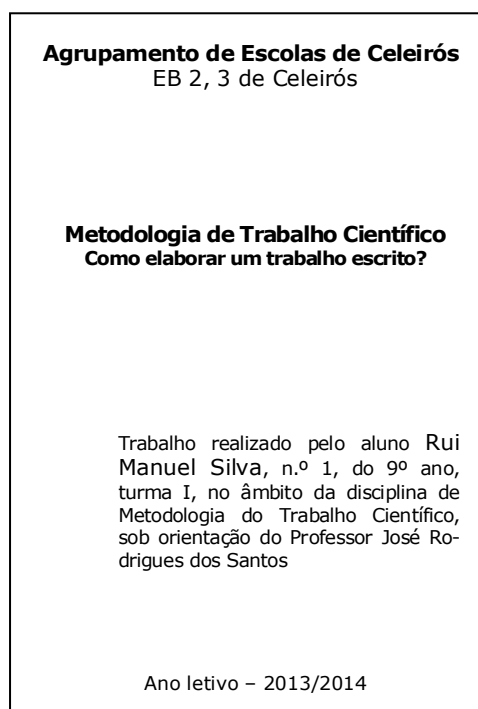 Agrupamento de Escolas de Celeirós
EB 2, 3 de Celeirós
Metodologia de Trabalho Científico
Como elaborar um trabalho escrito?
Trabalho realizado pelo aluno Rui
Manuel Silva, n.º 1, do 9º ano,
turma I, no âmbito da disciplina de
Metodologia do Trabalho Científico,
sob orientação do Professor José Ro-
drigues dos Santos
Ano letivo – 2013/2014